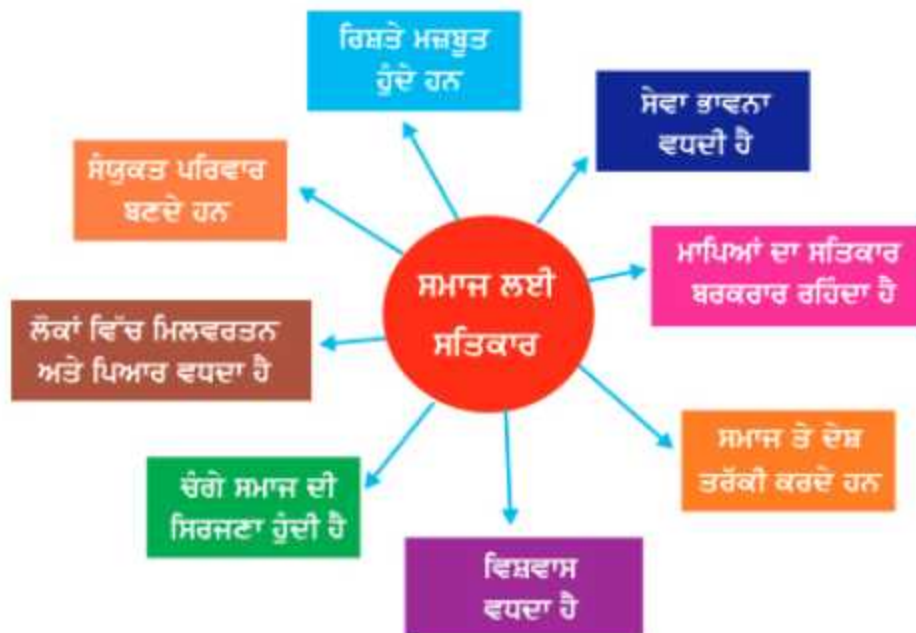 ਰਿਸ਼ਤੇ ਮਜ਼ਬੂਤ
ਹੁੰਦੇ ਹਨ
ਸੇਵਾ ਭਾਵਨਾ
ਵਧਦੀ ਹੈ
ਸੰਯੁਕਤ ਪਰਿਵਾਰ
ਬਣਦੇ ਹਨ
ਮਾਪਿਆਂ ਦਾ ਸਤਿਕਾਰ
ਬਰਕਰਾਰ ਰਹਿੰਦਾ ਹੈ
ਸਮਾਜ ਲਈ
ਸਤਿਕਾਰ
ਲੋਕਾਂ ਵਿੱਚ ਮਿਲਵਰਤਨ
ਅਤੇ ਪਿਆਰ ਵਧਦਾ ਹੈ
ਸਮਾਜ ਤੇ ਦੇਸ਼
ਤਰੱਕੀ ਕਰਦੇ ਹਨ
ਚੰਗੇ ਸਮਾਜ ਦੀ
ਸਿਰਜਣਾ ਹੁੰਦੀ ਹੈ
ਵਿਸ਼ਵਾਸ
ਵਧਦਾ ਹੈ